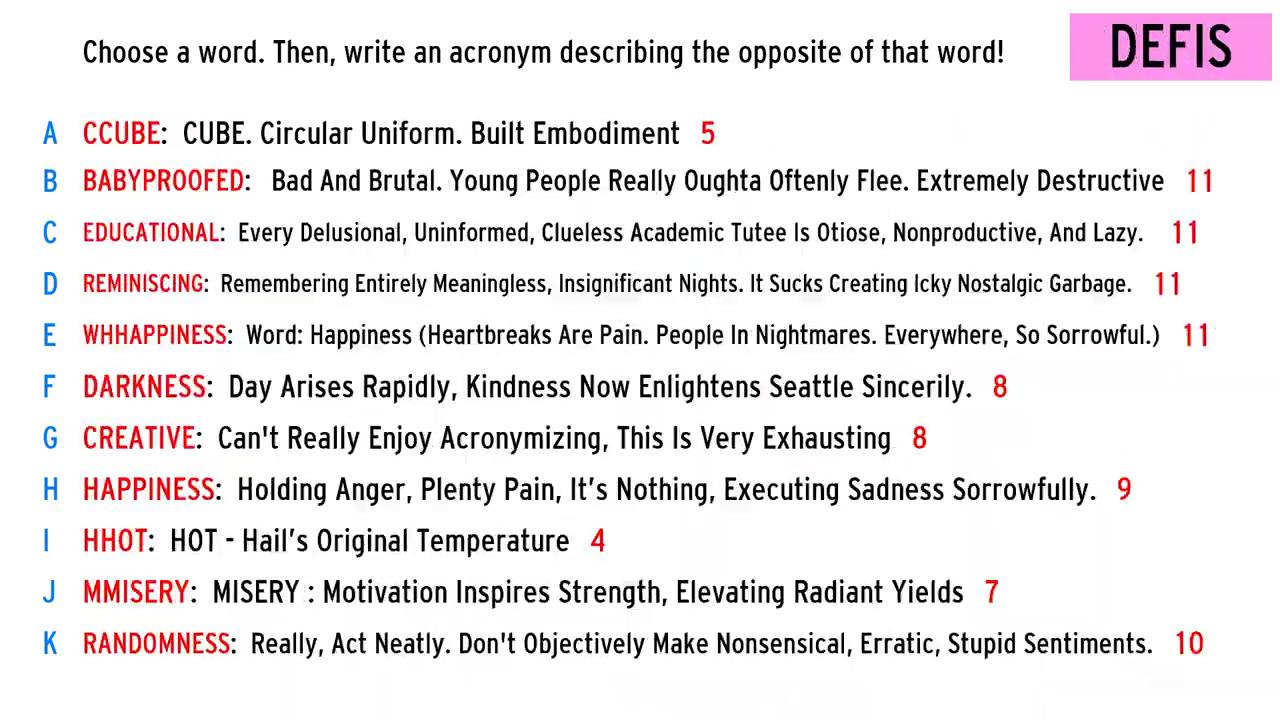 Choose a word. Then, write an acronym describing the opposite of that word!
DEFIS
A CCUBE: CUBE. Circular Uniform. Built Embodiment 5
B BABYPROOFED: Bad And Brutal. Young People Really Oughta Oftenly Flee. Extremely Destructive 11
C EDUCATIONAL: Every Delusional, Uninformed, Clueless Academic Tutee Is Otiose, Nonproductive, And Lazy. 11
D REMINISCING: Remembering Entirely Meaningless, Insignificant Nights. It Sucks Creating Icky Nostalgic Garbage. 11
E WHHAPPINESS: Word: Happiness (Heartbreaks Are Pain. People In Nightmares. Everywhere, So Sorrowful.) 11
F DARKNESS: Day Arises Rapidly, Kindness Now Enlightens Seattle Sincerily. 8
G CREATIVE: Can't Really Enjoy Acronymizing, This Is Very Exhausting 8
H HAPPINESS: Holding Anger, Plenty Pain, It’s Nothing, Executing Sadness Sorrowfully. 9
I HHOT: HOT - Hail’s Original Temperature 4
J MMISERY: MISERY : Motivation Inspires Strength, Elevating Radiant Yields 7
K RANDOMNESS: Really, Act Neatly. Don't Objectively Make Nonsensical, Erratic, Stupid Sentiments. 10